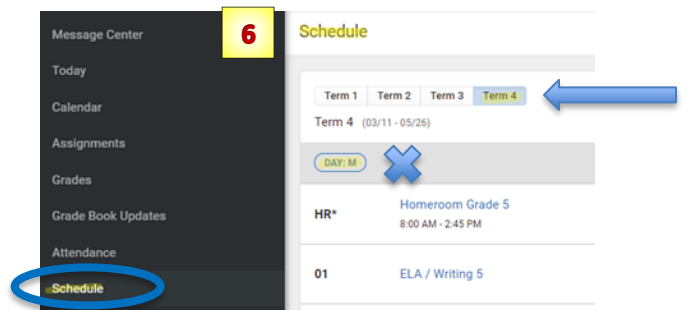 Message Center
Today
Calendar
Assignments
Grades
Grade Book Updates
Attendance
Schedule
6
Schedule
Term 1 Term 2 Term 3 Term 4
Term 4 (03/11 - 05/26)
DAY: M
HR* Homeroom Grade 5
8:00 AM - 2:45 PM
01 ELA / Writing 5